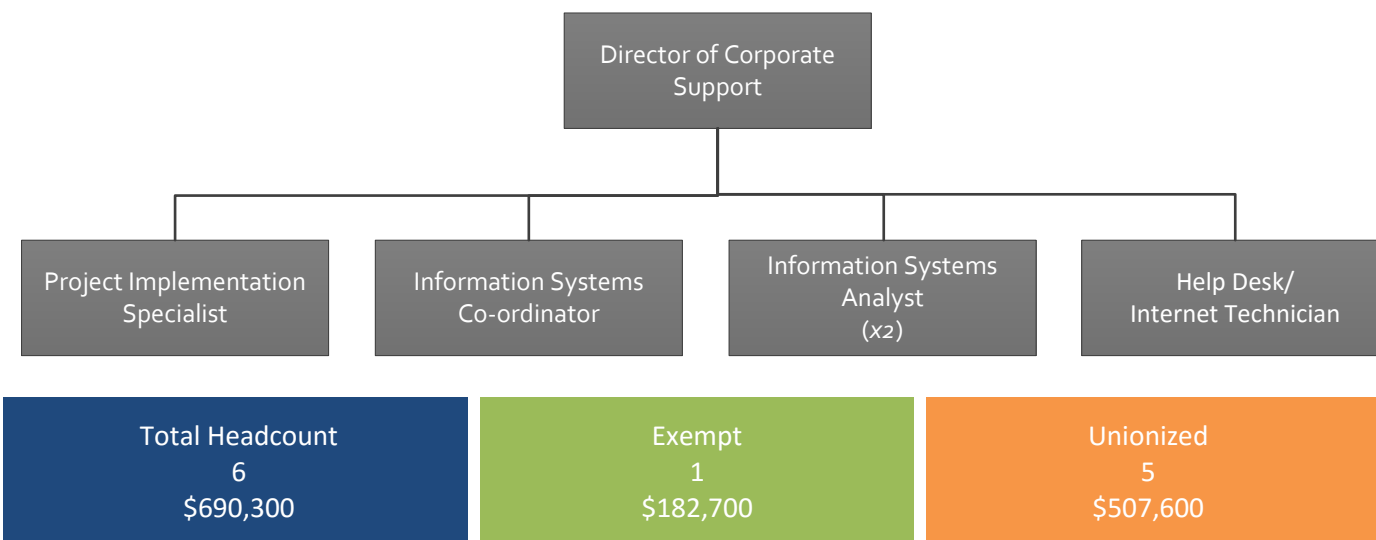 Director of Corporate
Support
Project Implementation
Specialist
Information Systems
Co-ordinator
Information Systems
Analyst
(x2)
Help Desk/
Internet Technician
Total Headcount
6
$690,300
Exempt
1
$182,700
Unionized
5
$507,600